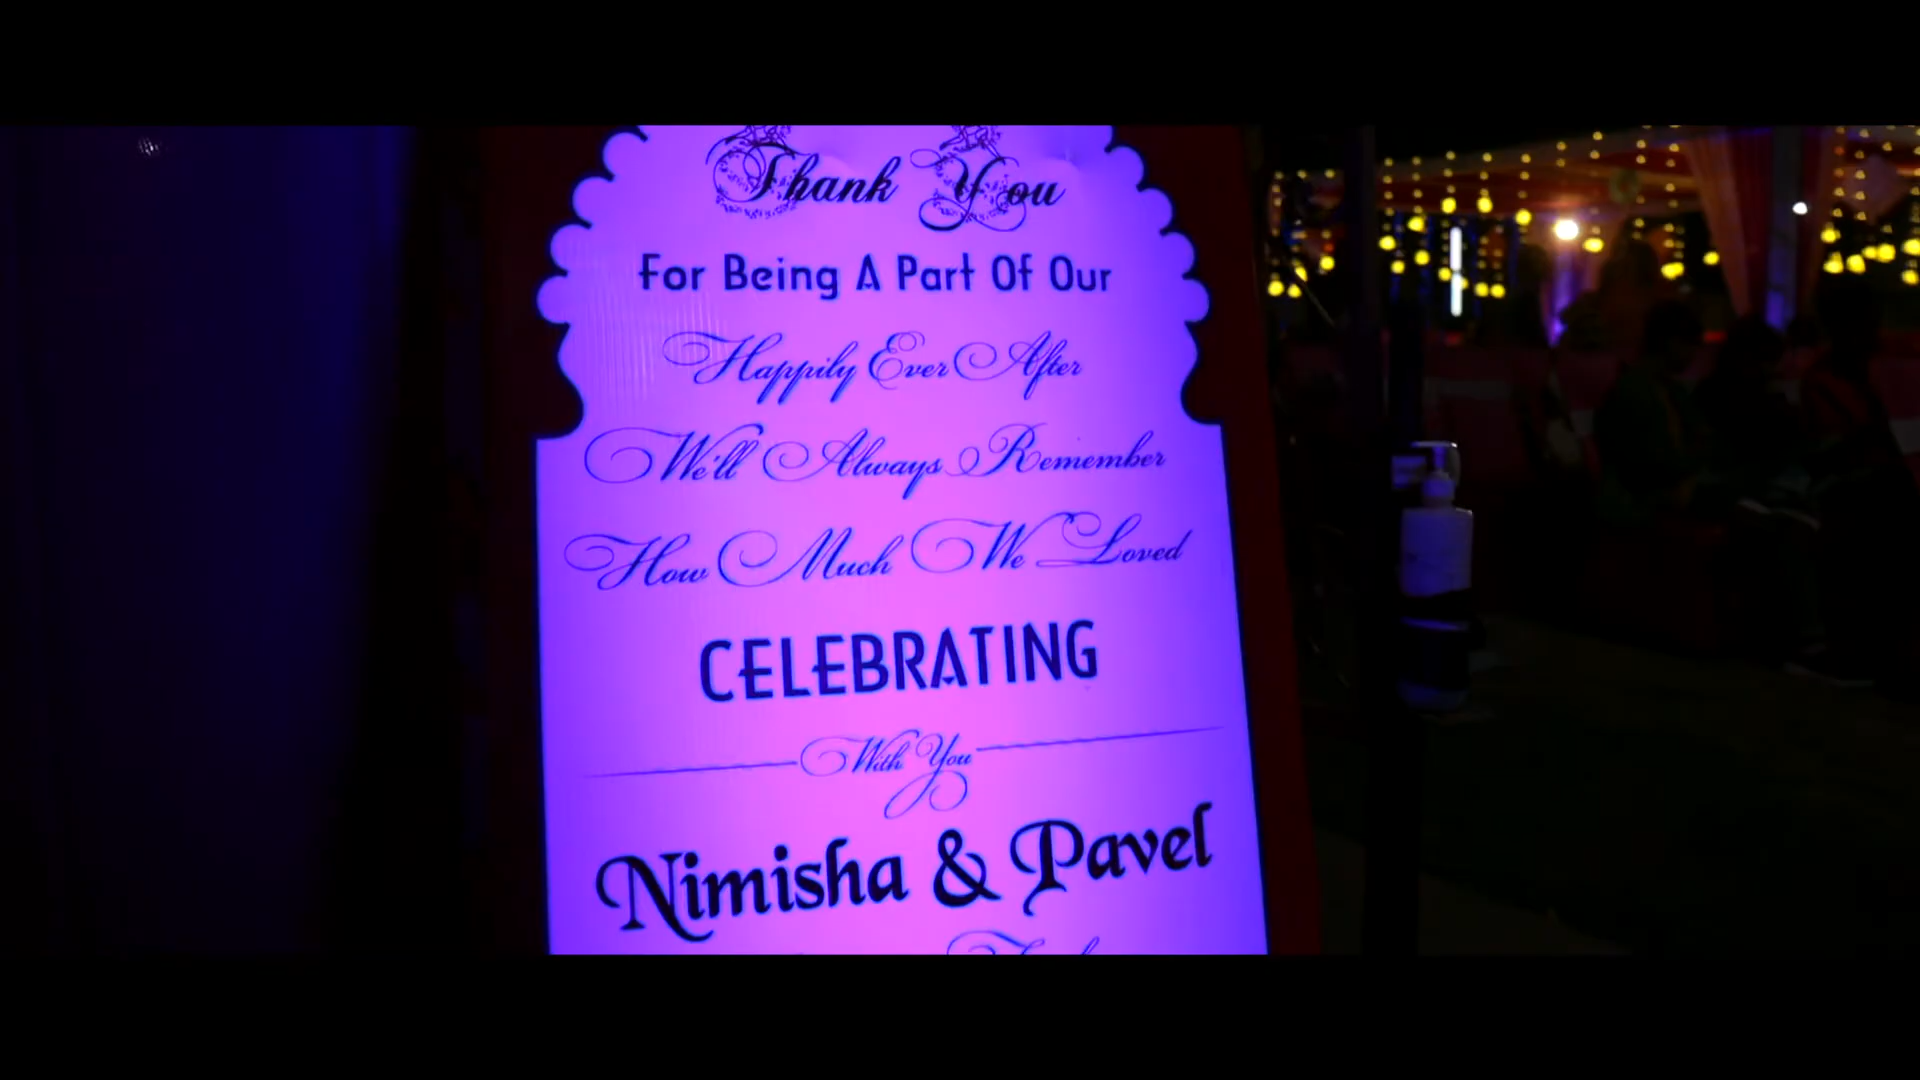 Thank You
For Being A Part Of Our
Happily Ever After
We'll Always Remember
How Much We Loved
CELEBRATING
With You
Nimisha & Pavel